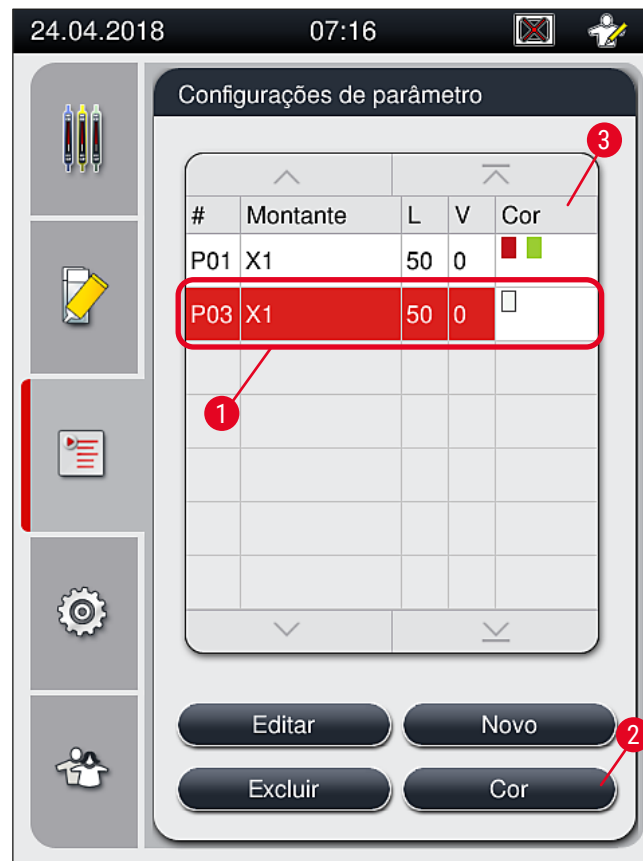 24.04.2018 07:16
Configurações de parâmetro
3
# Montante L V Cor
P01 X1 50 0
P03 X1 50 0
1
Editar Novo
2
Excluir Cor